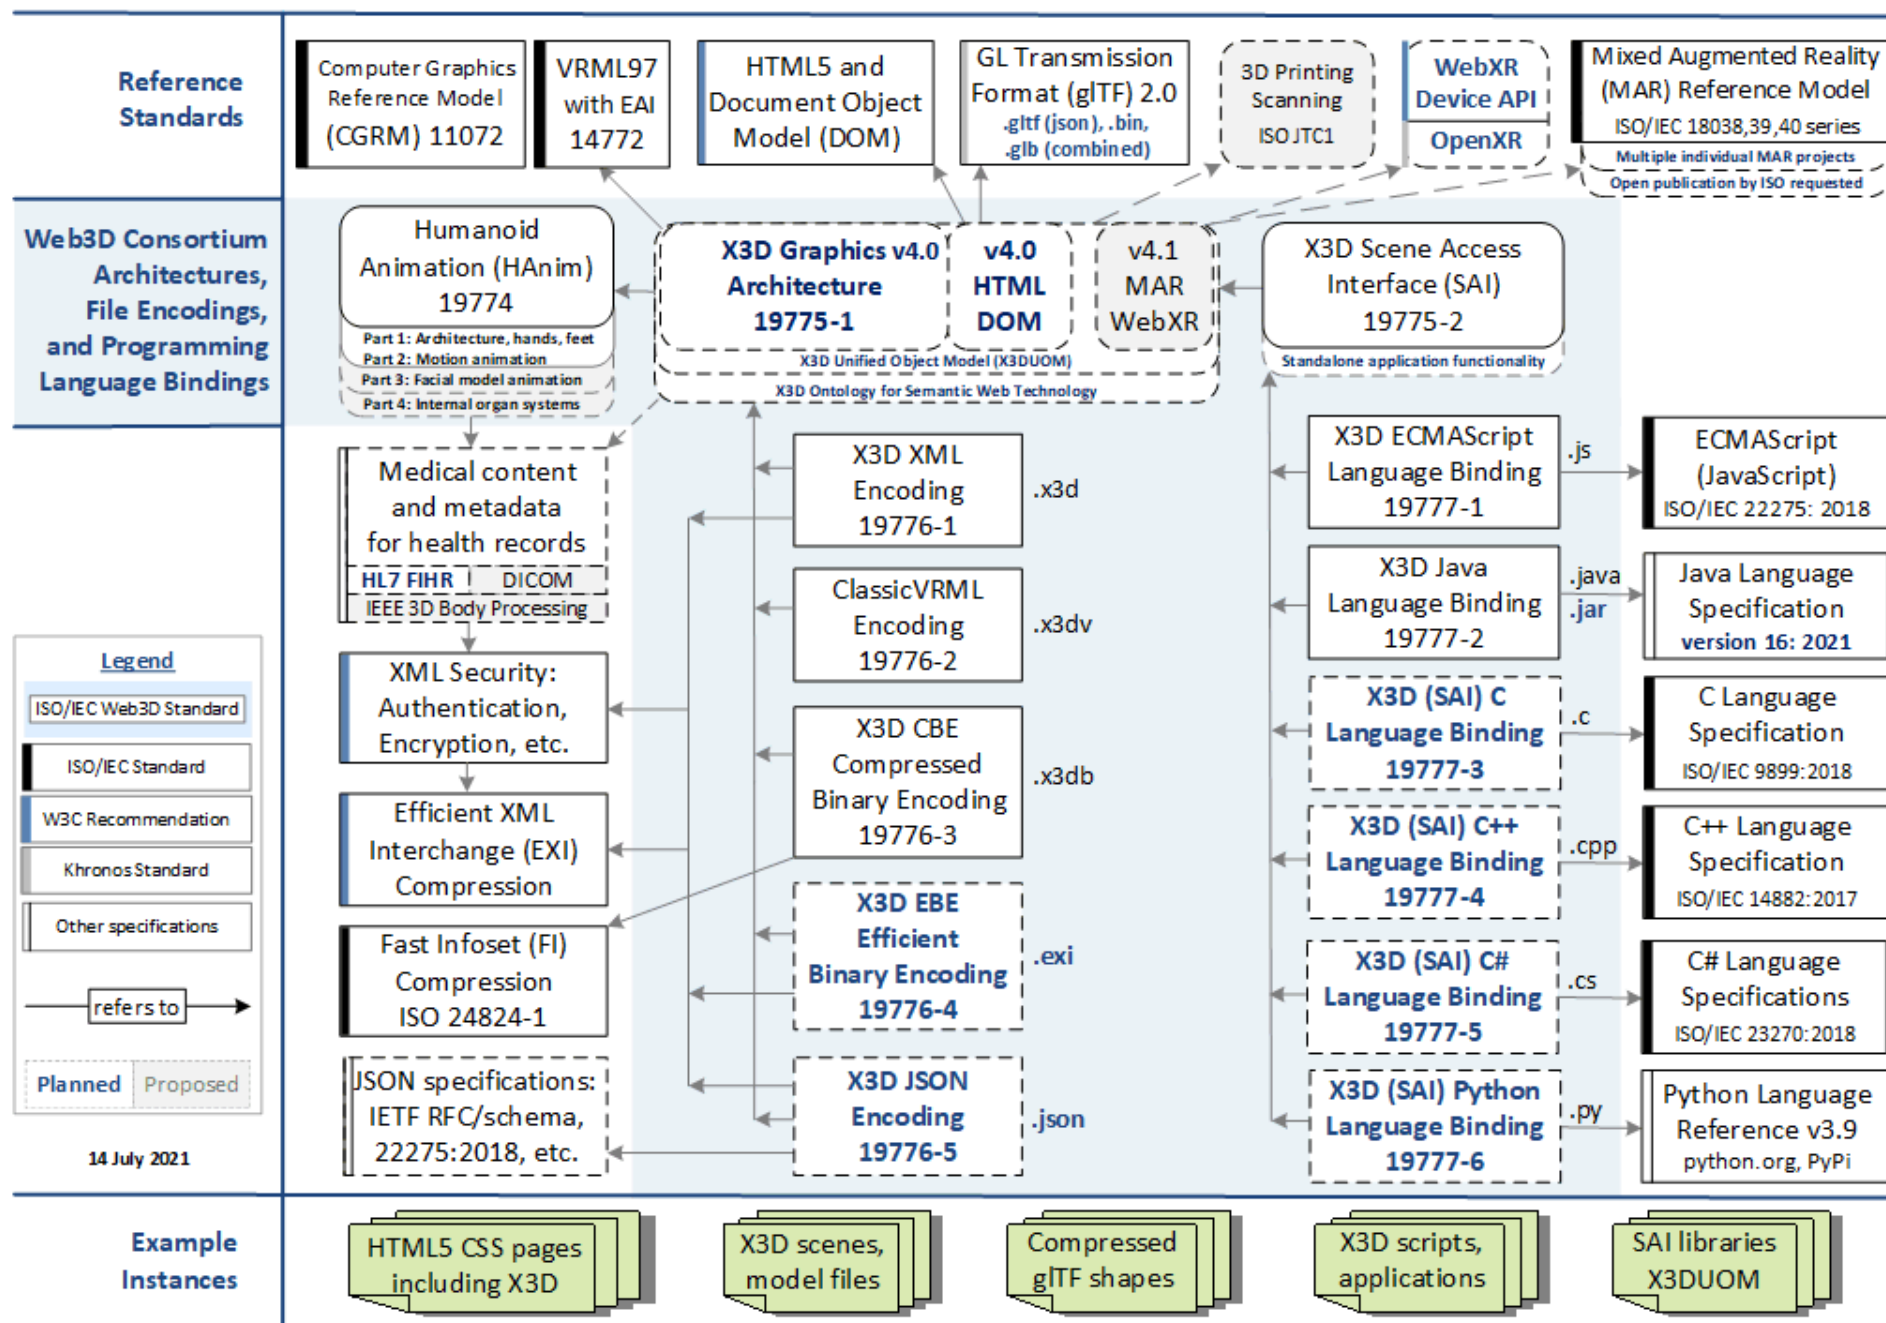 Reference
Standards
Computer Graphics
Reference Model
(CGRM) 11072
VRML97
with EAI
14772
HTML5 and
Document Object
Model (DOM)
GL Transmission
Format (glTF) 2.0
.gltf (json), .bin,
.glb (combined)
3D Printing
Scanning
ISO JTC1
WebXR
Device API
OpenXR
Mixed Augmented Reality
(MAR) Reference Model
ISO/IEC 18038,39,40 series
Multiple individual MAR projects
Open publication by ISO requested
Web3D Consortium
Architectures,
File Encodings,
and Programming
Language Bindings
Humanoid
Animation (HAnim)
19774
Part 1: Architecture, hands, feet
Part 2: Motion animation
Part 3: Facial model animation
Part 4: Internal organ systems
X3D Graphics v4.0
Architecture
19775-1
v4.0
HTML
DOM
v4.1
MAR
WebXR
X3D Unified Object Model (X3DUOM)
X3D Ontology for Semantic Web Technology
X3D Scene Access
Interface (SAI)
19775-2
Standalone application functionality
Medical content
and metadata
for health records
HL7 FIHR
DICOM
IEEE 3D Body Processing
XML Security:
Authentication,
Encryption, etc.
Efficient XML
Interchange (EXI)
Compression
Fast Infoset (FI)
Compression
ISO 24824-1
JSON specifications:
IETF RFC/schema,
22275:2018, etc.
X3D XML
Encoding
19776-1
.x3d
ClassicVRML
Encoding
19776-2
.x3dv
X3D CBE
Compressed
Binary Encoding
19776-3
.x3db
X3D EBE
Efficient
Binary Encoding
19776-4
.exi
X3D JSON
Encoding
19776-5
.json
X3D ECMAScript
Language Binding
19777-1
.js
ECMAScript
(JavaScript)
ISO/IEC 22275: 2018
X3D Java
Language Binding
19777-2
.java
.jar
Java Language
Specification
version 16: 2021
X3D (SAI) C
Language Binding
19777-3
.c
C Language
Specification
ISO/IEC 9899:2018
X3D (SAI) C++
Language Binding
19777-4
.cpp
C++ Language
Specification
ISO/IEC 14882:2017
X3D (SAI) C#
Language Binding
19777-5
.cs
C# Language
Specifications
ISO/IEC 23270:2018
X3D (SAI) Python
Language Binding
19777-6
.py
Python Language
Reference v3.9
python.org, PyPi
Legend
ISO/IEC Web3D Standard
ISO/IEC Standard
W3C Recommendation
Khronos Standard
Other specifications
refers to
Planned
Proposed
14 July 2021
Example
Instances
HTML5 CSS pages
including X3D
X3D scenes,
model files
Compressed
glTF shapes
X3D scripts,
applications
SAI libraries
X3DUOM